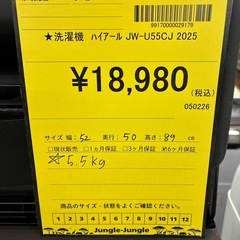 9917000029179
★洗濯機 ハイアール JW-U55CJ 2025
¥18,980
(税込)
050226
サイズ 幅: 52 奥行: 50 高さ: 89 cm
□現状販売 □1ヵ月保証 □3ヶ月保証 ■6ヶ月保証
☆5.5kg
商品のサイズ・状態をよくご確認下さい。
1 2 3 4 5 6 7 8 9 10 11 12
Jungle-Jungle